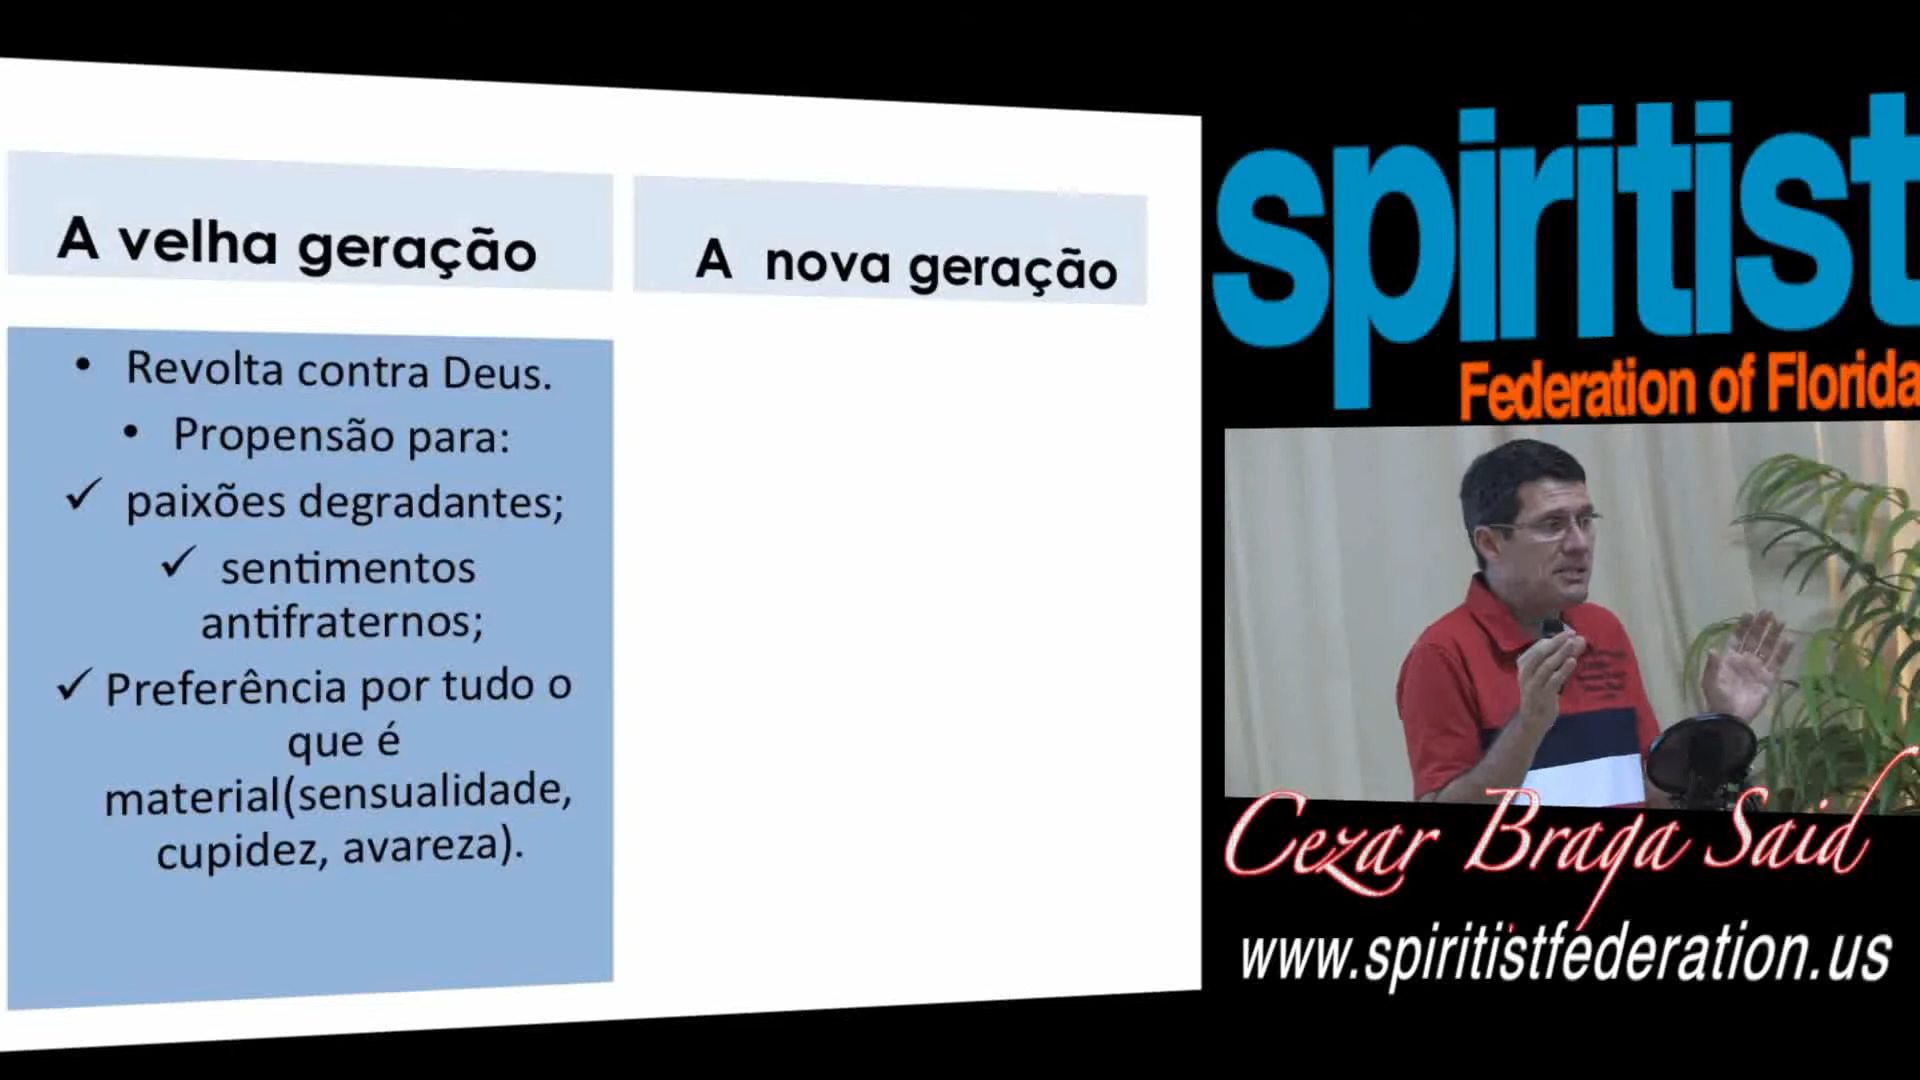 A velha geração
A nova geração
• Revolta contra Deus.
• Propensão para:
✓ paixões degradantes;
✓ sentimentos
antifraternos;
✓ Preferência por tudo o
que é
material(sensualidade,
cupidez, avareza).
spiritist
Federation of Florida
Cezar Braga Said
www.spiritistfederation.us